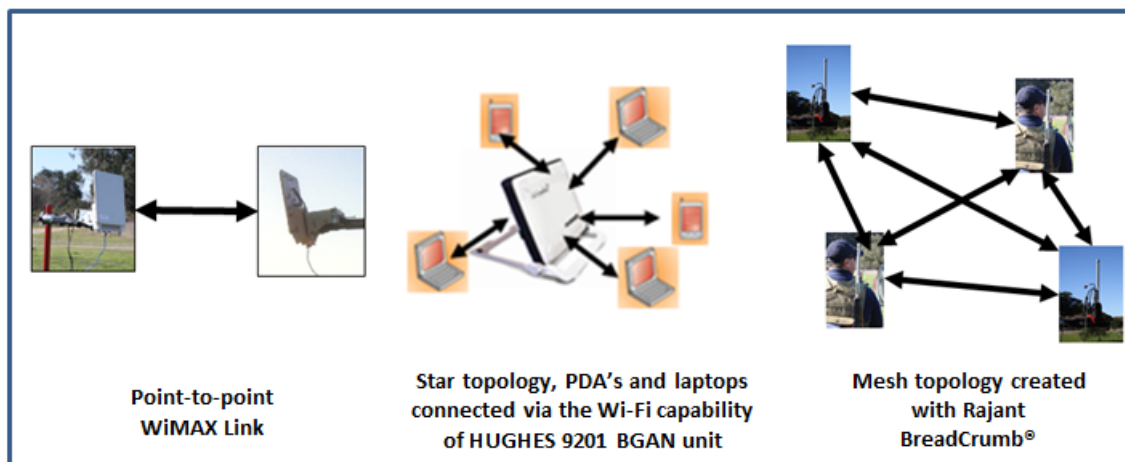 Point-to-point
WiMAX Link
Star topology, PDA's and laptops
connected via the Wi-Fi capability
of HUGHES 9201 BGAN unit
Mesh topology created
with Rajant
BreadCrumb®